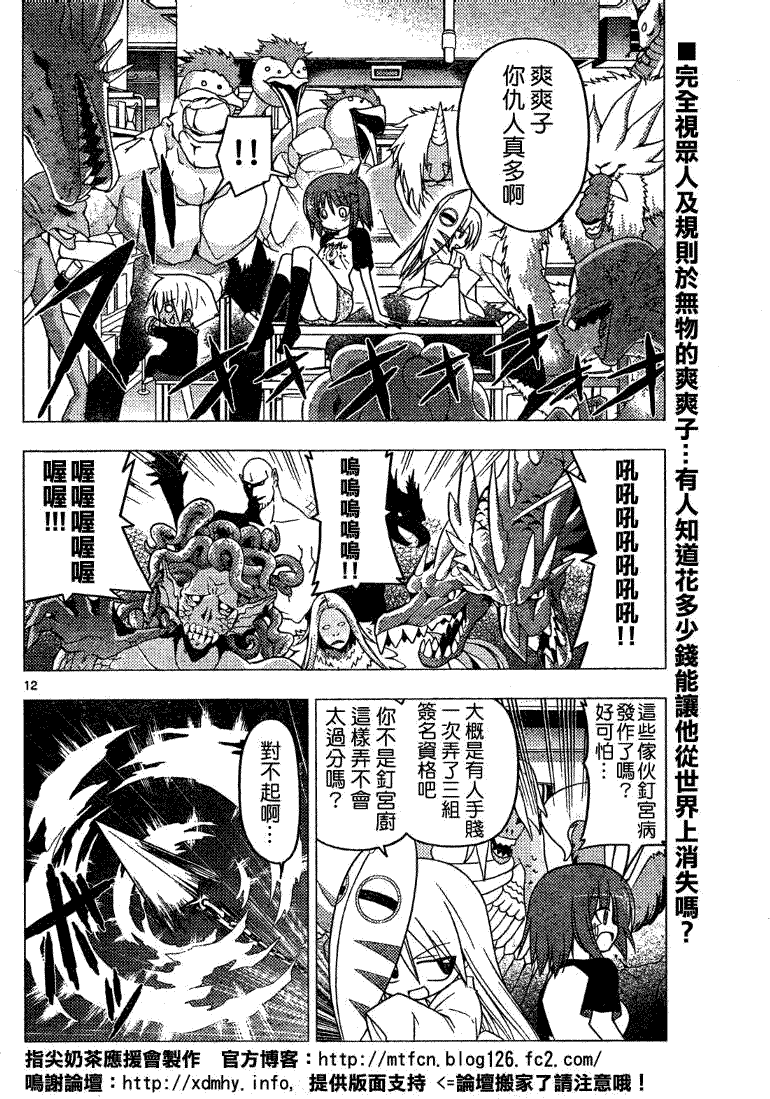 ■完全視眾人及規則於無物的爽爽子…有人知道花多少錢能讓他從世界上消失嗎？
爽爽子
你仇人真多啊
!!
吼吼吼吼吼吼吼!!
嗚嗚嗚嗚嗚!!
喔喔喔喔喔
喔喔!!!
12
這些傢伙釘宮病
發作了嗎？
好可怕…
大概是有人手賤
一次弄了三組
簽名資格吧
你不是釘宮廚
這樣弄不會
太過分嗎？
對不起啊…
指尖奶茶應援會製作 官方博客：http://mtfcn.blog126.fc2.com/
鳴謝論壇：http://xdmhy.info, 提供版面支持 <=論壇搬家了請注意哦！